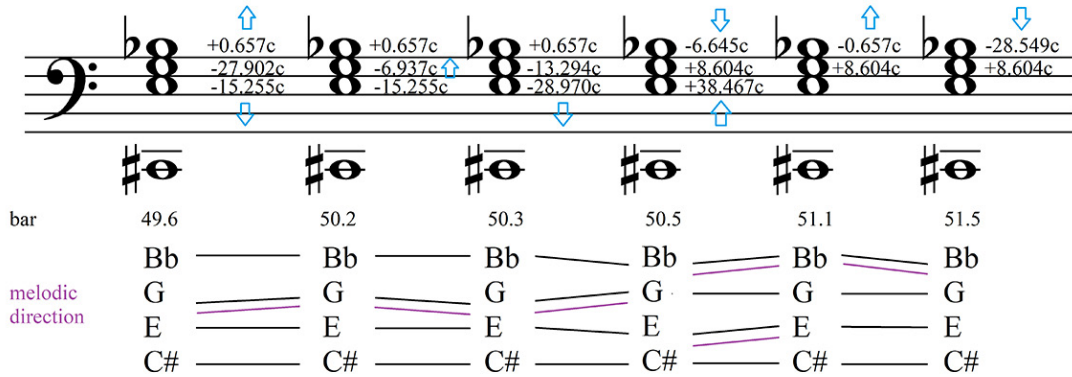 +0.657c +0.657c +0.657c -6.645c -0.657c -28.549c
-27.902c -6.937c -13.294c +8.604c +8.604c +8.604c
-15.255c -15.255c -28.970c +38.467c
bar 49.6 50.2 50.3 50.5 51.1 51.5
Bb Bb Bb Bb Bb Bb
melodic G G G G G G
direction
E E E E E E
C# C# C# C# C# C#